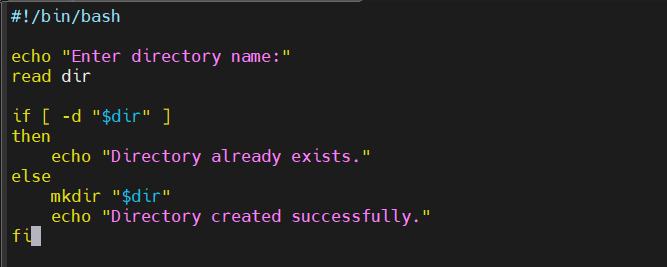 #!/bin/bash

echo "Enter directory name:"
read dir

if [ -d "$dir" ]
then
    echo "Directory already exists."
else
    mkdir "$dir"
    echo "Directory created successfully."
fi